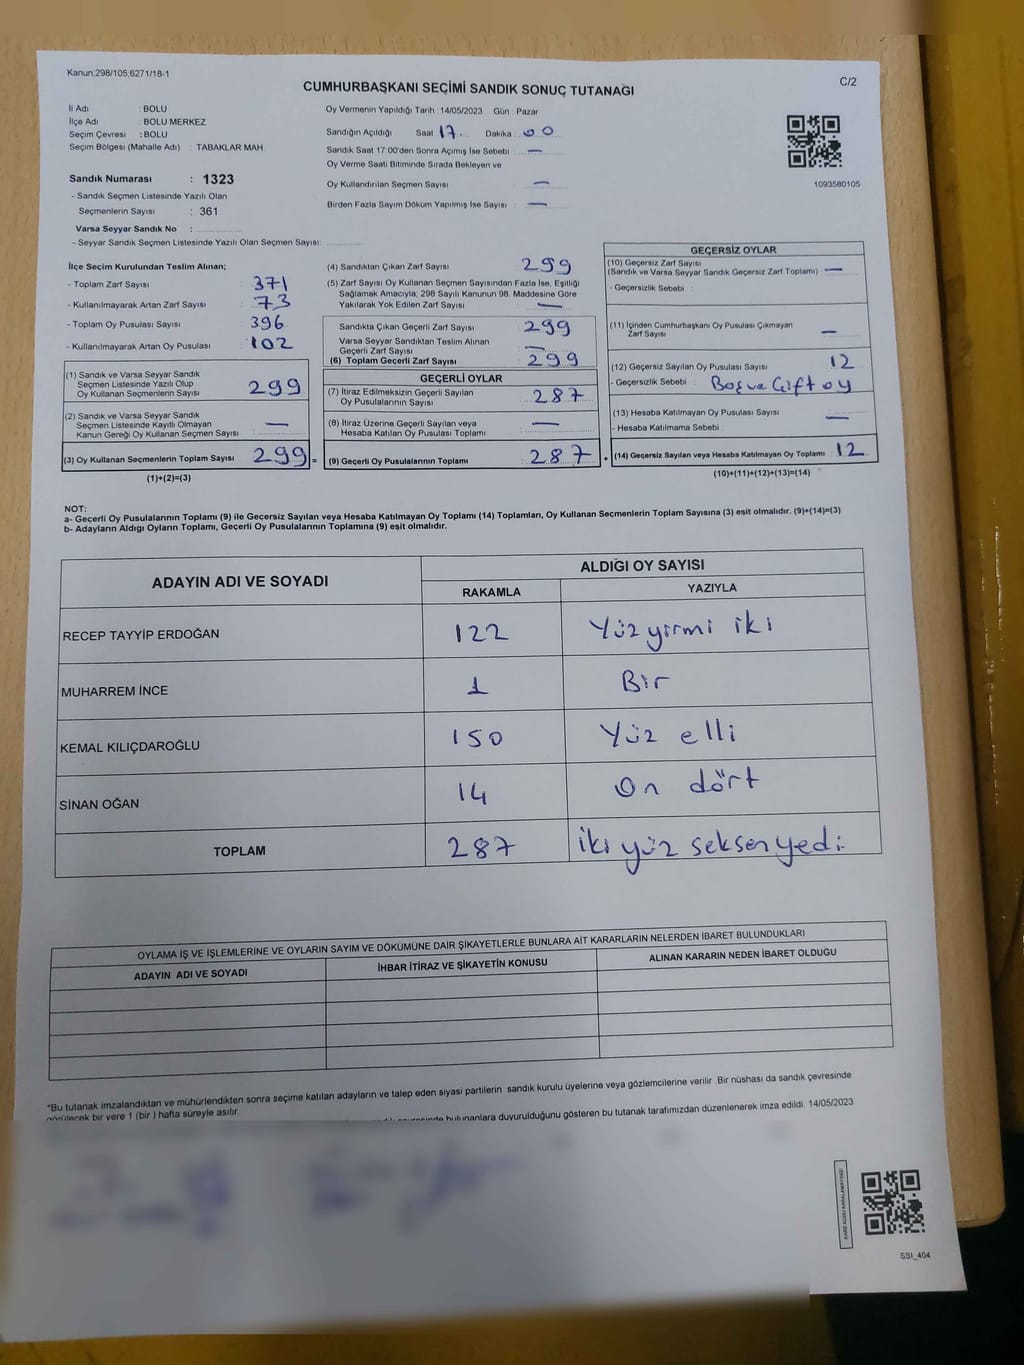 Kanun;298/105;6271/18-1
C/2
CUMHURBAŞKANI SEÇİMİ SANDIK SONUÇ TUTANAĞI
İl Adı : BOLU
İlçe Adı : BOLU MERKEZ
Seçim Çevresi : BOLU
Seçim Bölgesi (Mahalle Adı) : TABAKLAR MAH
Sandık Numarası : 1323
- Sandık Seçmen Listesinde Yazılı Olan
Seçmenlerin Sayısı : 361
Varsa Seyyar Sandık No :
- Seyyar Sandık Seçmen Listesinde Yazılı Olan Seçmen Sayısı:
Oy Vermenin Yapıldığı Tarih : 14/05/2023 Gün : Pazar
Sandığın Açıldığı Saat 17. Dakika : 00
Sandık Saat 17:00'den Sonra Açımış İse Sebebi : —
Oy Verme Saati Bitiminde Sırada Bekleyen ve
Oy Kullandırılan Seçmen Sayısı —
Birden Fazla Sayım Döküm Yapılmış İse Sayısı : —
1093580105
İlçe Seçim Kurulundan Teslim Alınan;
- Toplam Zarf Sayısı : 371
- Kullanılmayarak Artan Zarf Sayısı : 73
- Toplam Oy Pusulası Sayısı : 396
- Kullanılmayarak Artan Oy Pusulası : 102
(1) Sandık ve Varsa Seyyar Sandık
Seçmen Listesinde Yazılı Olup
Oy Kullanan Seçmenlerin Sayısı 299
(2) Sandık ve Varsa Seyyar Sandık
Seçmen Listesinde Kayıtlı Olmayan
Kanun Gereği Oy Kullanan Seçmen Sayısı —
(3) Oy Kullanan Seçmenlerin Toplam Sayısı 299 =
(1)+(2)=(3)
(4) Sandıktan Çıkan Zarf Sayısı : 299
(5) Zarf Sayısı Oy Kullanan Seçmen Sayısından Fazla İse, Eşitliği
Sağlamak Amacıyla; 298 Sayılı Kanunun 98. Maddesine Göre
Yakılarak Yok Edilen Zarf Sayısı : —
Sandıkta Çıkan Geçerli Zarf Sayısı : 299
Varsa Seyyar Sandıktan Teslim Alınan
Geçerli Zarf Sayısı —
(6) Toplam Geçerli Zarf Sayısı : 299
GEÇERLİ OYLAR
(7) İtiraz Edilmeksizin Geçerli Sayılan
Oy Pusulalarının Sayısı : 287
(8) İtiraz Üzerine Geçerli Sayılan veya
Hesaba Katılan Oy Pusulası Toplamı —
(9) Geçerli Oy Pusulalarının Toplamı : 287 +
GEÇERSİZ OYLAR
(10) Geçersiz Zarf Sayısı
(Sandık ve Varsa Seyyar Sandık Geçersiz Zarf Toplamı) —
- Geçersizlik Sebebi :
(11) İçinden Cumhurbaşkanı Oy Pusulası Çıkmayan
Zarf Sayısı —
(12) Geçersiz Sayılan Oy Pusulası Sayısı : 12
- Geçersizlik Sebebi : Boş ve Çift oy
(13) Hesaba Katılmayan Oy Pusulası Sayısı : —
- Hesaba Katılmama Sebebi :
(14) Geçersiz Sayılan veya Hesaba Katılmayan Oy Toplamı : 12
(10)+(11)+(12)+(13)=(14)
NOT:
a- Geçerli Oy Pusulalarının Toplamı (9) ile Geçersiz Sayılan veya Hesaba Katılmayan Oy Toplamı (14) Toplamları, Oy Kullanan Seçmenlerin Toplam Sayısına (3) eşit olmalıdır. (9)+(14)=(3)
b- Adayların Aldığı Oyların Toplamı, Geçerli Oy Pusulalarının Toplamına (9) eşit olmalıdır.
ADAYIN ADI VE SOYADI ALDIĞI OY SAYISI
RAKAMLA YAZIYLA
RECEP TAYYİP ERDOĞAN 122 Yüz yirmi iki
MUHARREM İNCE 1 Bir
KEMAL KILIÇDAROĞLU 150 Yüz elli
SİNAN OĞAN 14 On dört
TOPLAM 287 iki yüz seksen yedi
OYLAMA İŞ VE İŞLEMLERİNE VE OYLARIN SAYIM VE DÖKÜMÜNE DAİR ŞİKAYETLERLE BUNLARA AİT KARARLARIN NELERDEN İBARET BULUNDUKLARI
ADAYIN ADI VE SOYADI İHBAR İTİRAZ VE ŞİKAYETİN KONUSU ALINAN KARARIN NEDEN İBARET OLDUĞU
*Bu tutanak imzalandıktan ve mühürlendikten sonra seçime katılan adayların ve talep eden siyasi partilerin sandık kurulu üyelerine veya gözlemcilerine verilir. Bir nüshası da sandık çevresinde
görülecek bir yere 1 (bir) hafta süreyle asılır.
bulunanlara duyurulduğunu gösteren bu tutanak tarafımızdan düzenlenerek imza edildi. 14/05/2023
KARE KODU KARALAMAYINIZ!
SSI_404